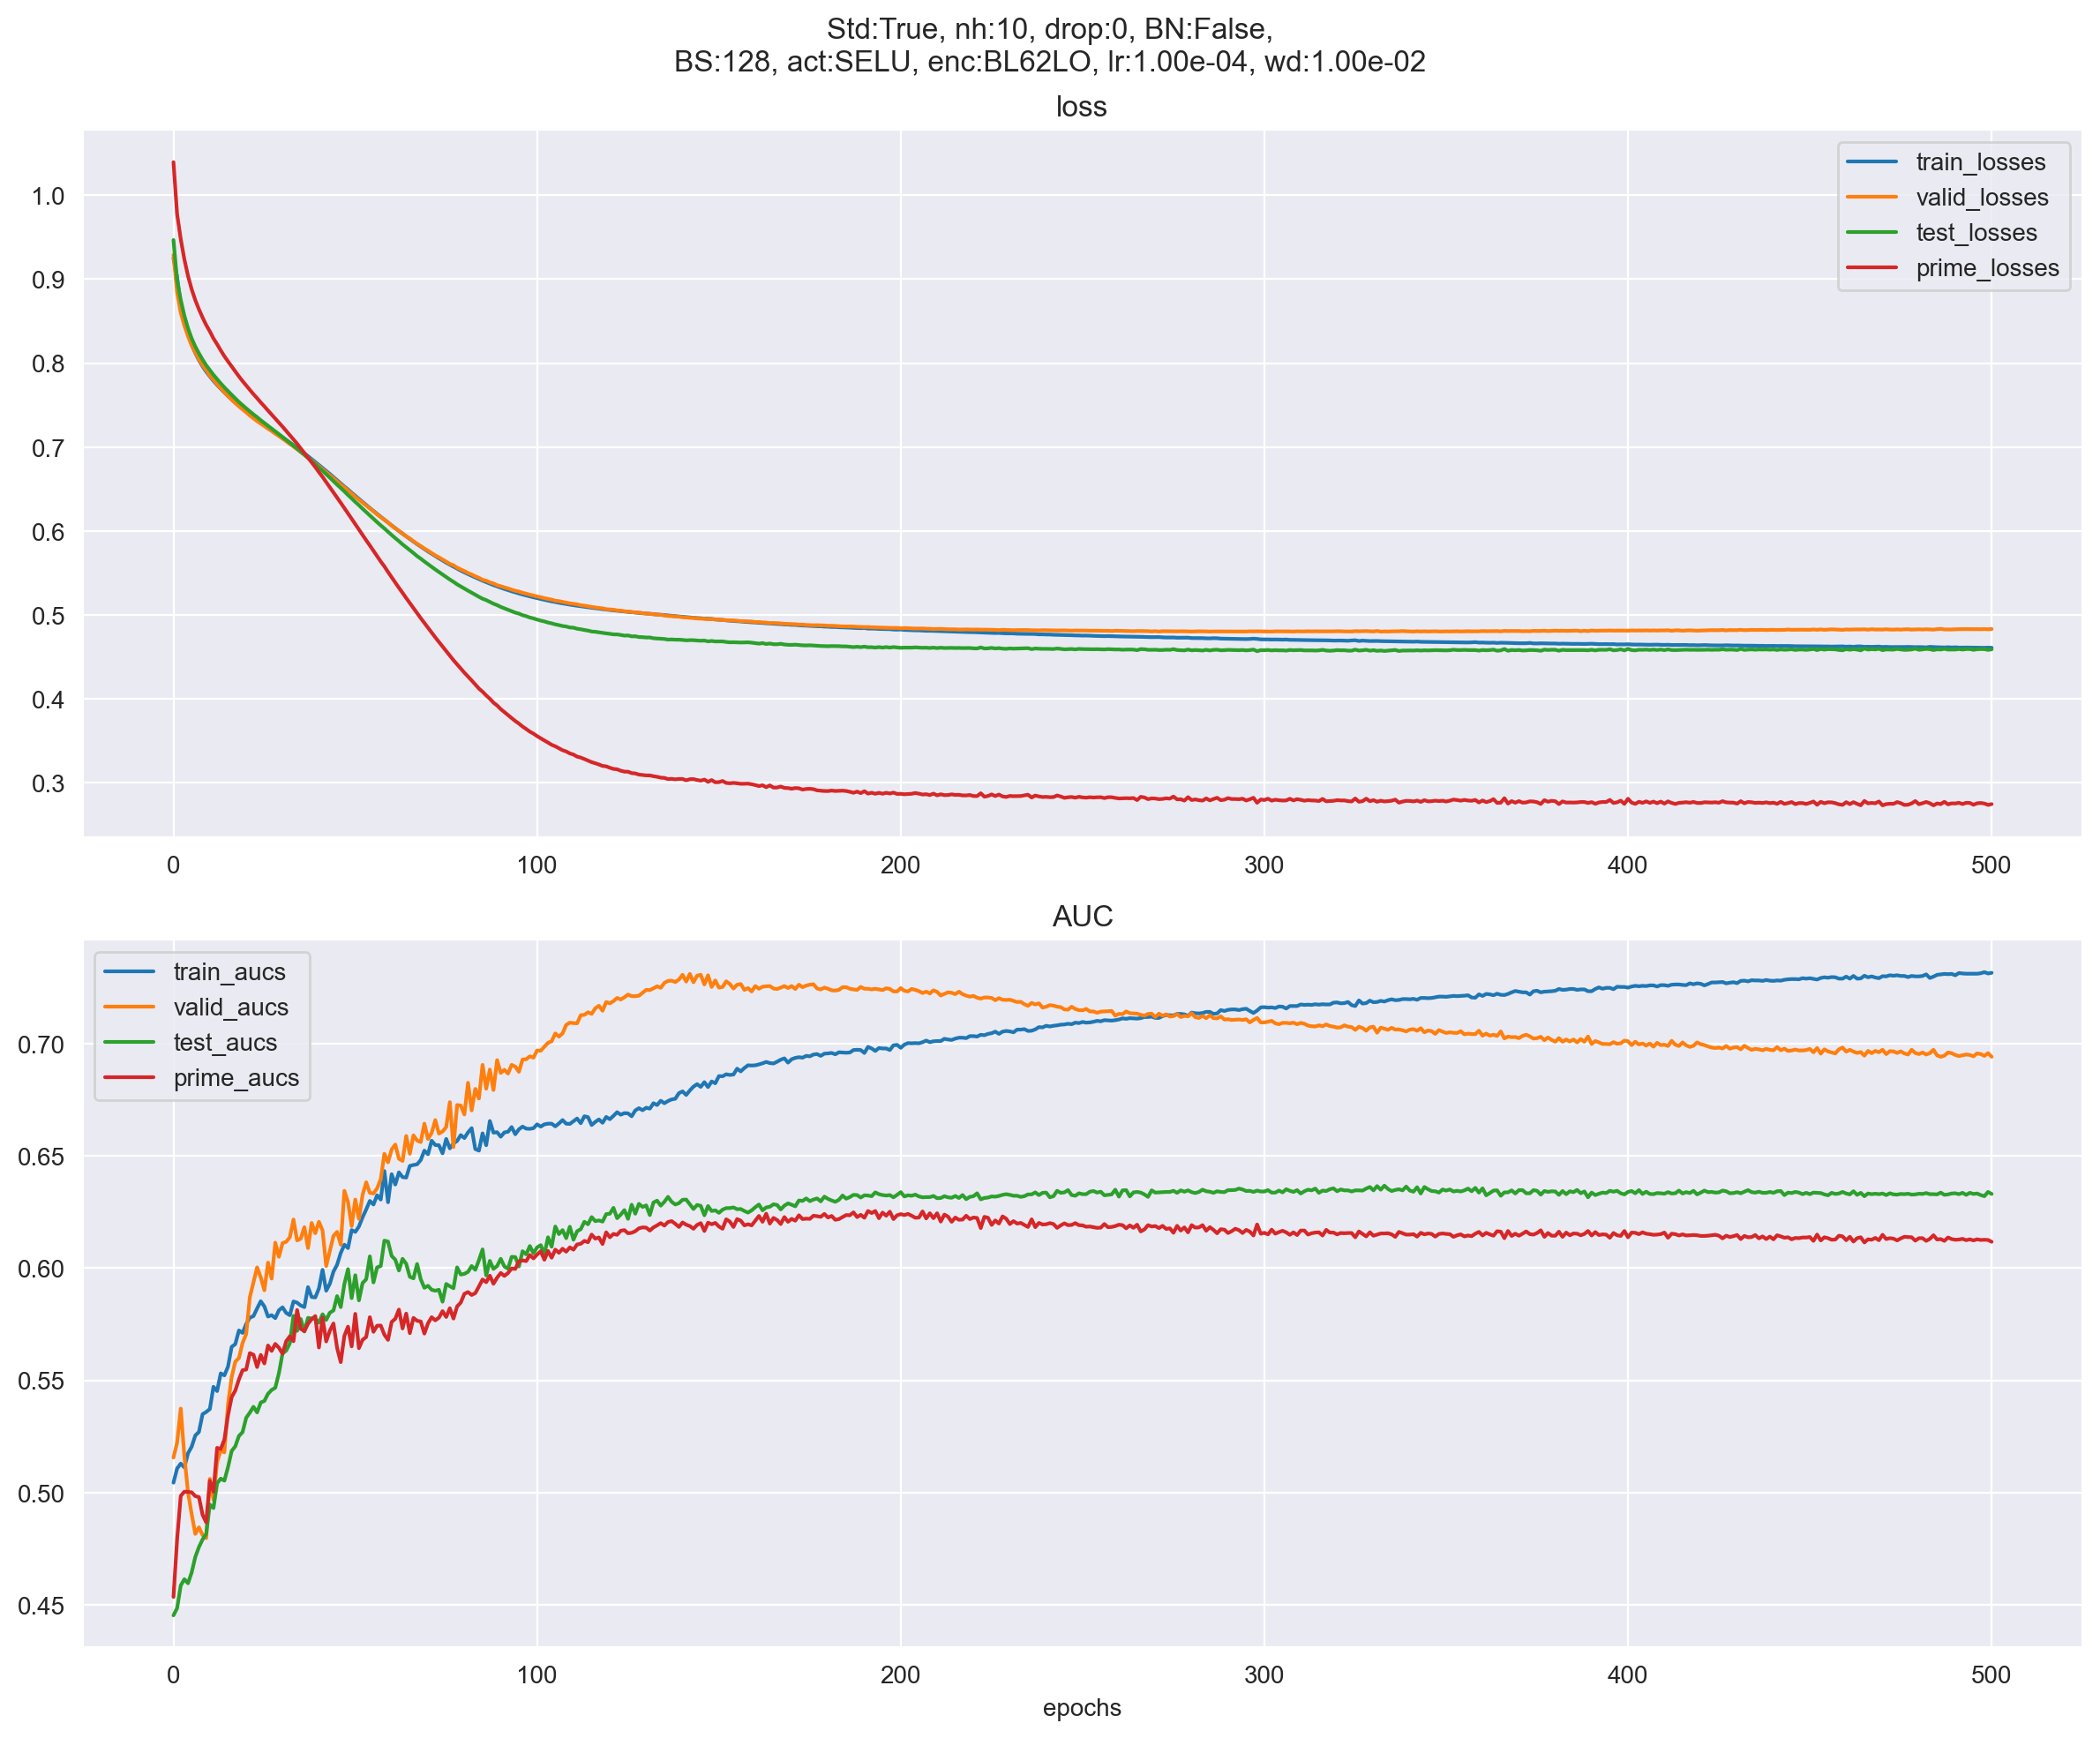 Std:True, nh:10, drop:0, BN:False,
BS:128, act:SELU, enc:BL62LO, lr:1.00e-04, wd:1.00e-02
loss
train_losses
valid_losses
test_losses
prime_losses
1.0
0.9
0.8
0.7
0.6
0.5
0.4
0.3
0 100 200 300 400 500
AUC
train_aucs
valid_aucs
test_aucs
prime_aucs
0.70
0.65
0.60
0.55
0.50
0.45
0 100 200 300 400 500
epochs